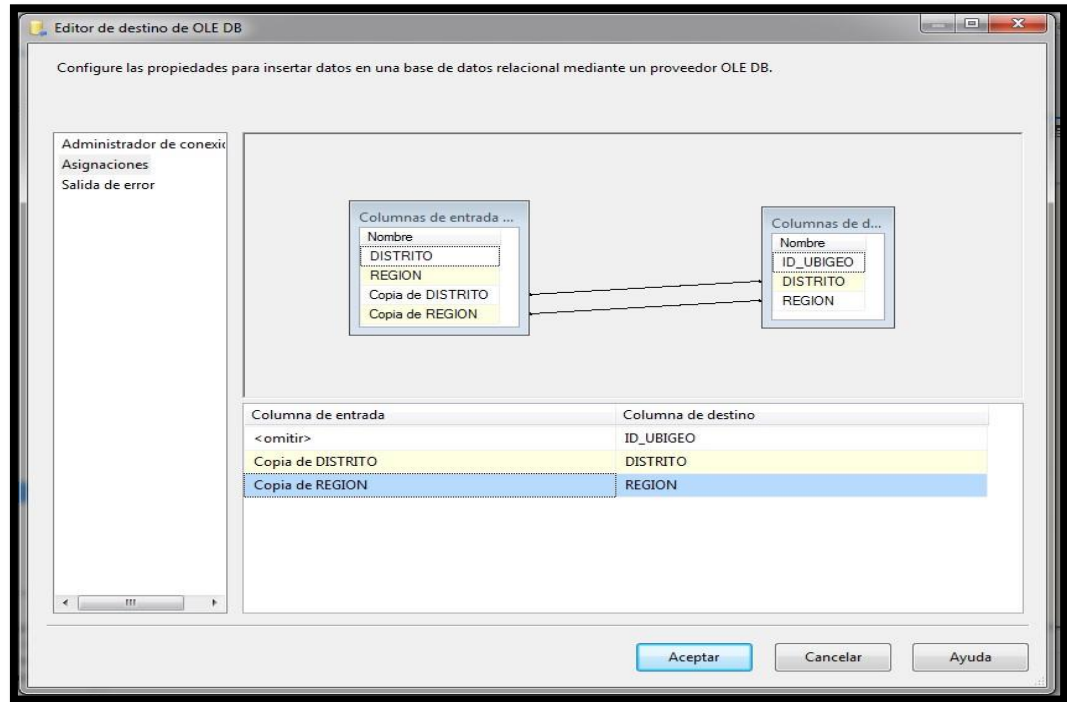 Editor de destino de OLE DB
Configure las propiedades para insertar datos en una base de datos relacional mediante un proveedor OLE DB.
Administrador de conexi
Asignaciones
Salida de error
Columnas de entrada ...
Nombre
DISTRITO
REGION
Copia de DISTRITO
Copia de REGION
Columnas de d...
Nombre
ID_UBIGEO
DISTRITO
REGION
Columna de entrada Columna de destino
<omitir> ID_UBIGEO
Copia de DISTRITO DISTRITO
Copia de REGION REGION
Aceptar Cancelar Ayuda